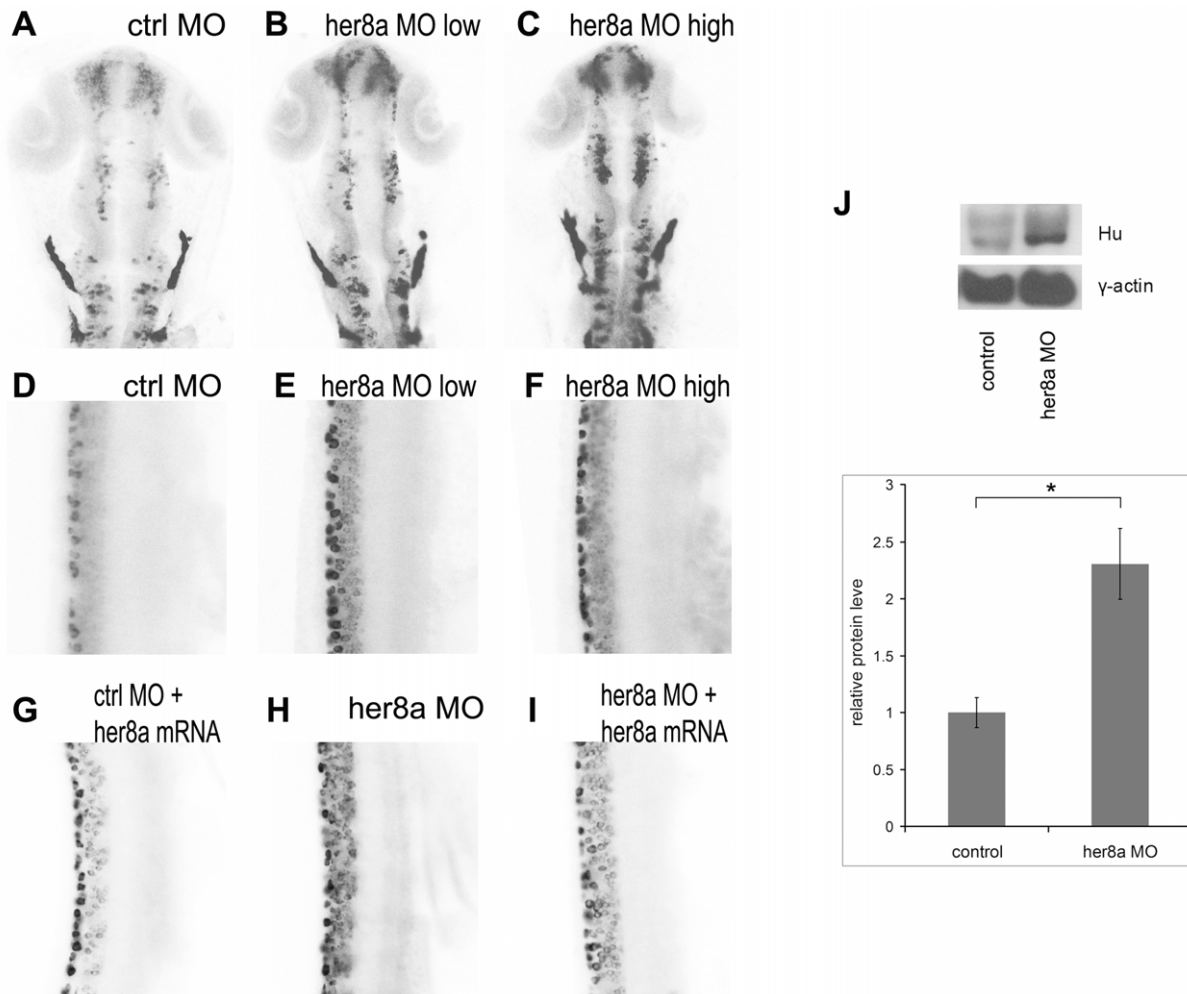 A ctrl MO
B her8a MO low
C her8a MO high
D ctrl MO
E her8a MO low
F her8a MO high
G ctrl MO +
her8a mRNA
H her8a MO
I her8a MO +
her8a mRNA
J
Hu
γ-actin
control
her8a MO
relative protein leve
3
2.5
2
1.5
1
0.5
0
*
control
her8a MO